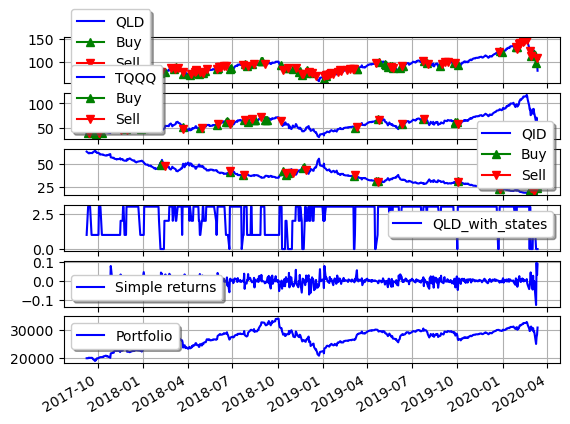 QLD
Buy
Sell
150
100
TQQQ
Buy
Sell
100
50
QID
Buy
Sell
50
25
2.5
0.0
QLD_with_states
0.1
0.0
−0.1
Simple returns
30000
20000
Portfolio
2017-10
2018-01
2018-04
2018-07
2018-10
2019-01
2019-04
2019-07
2019-10
2020-01
2020-04